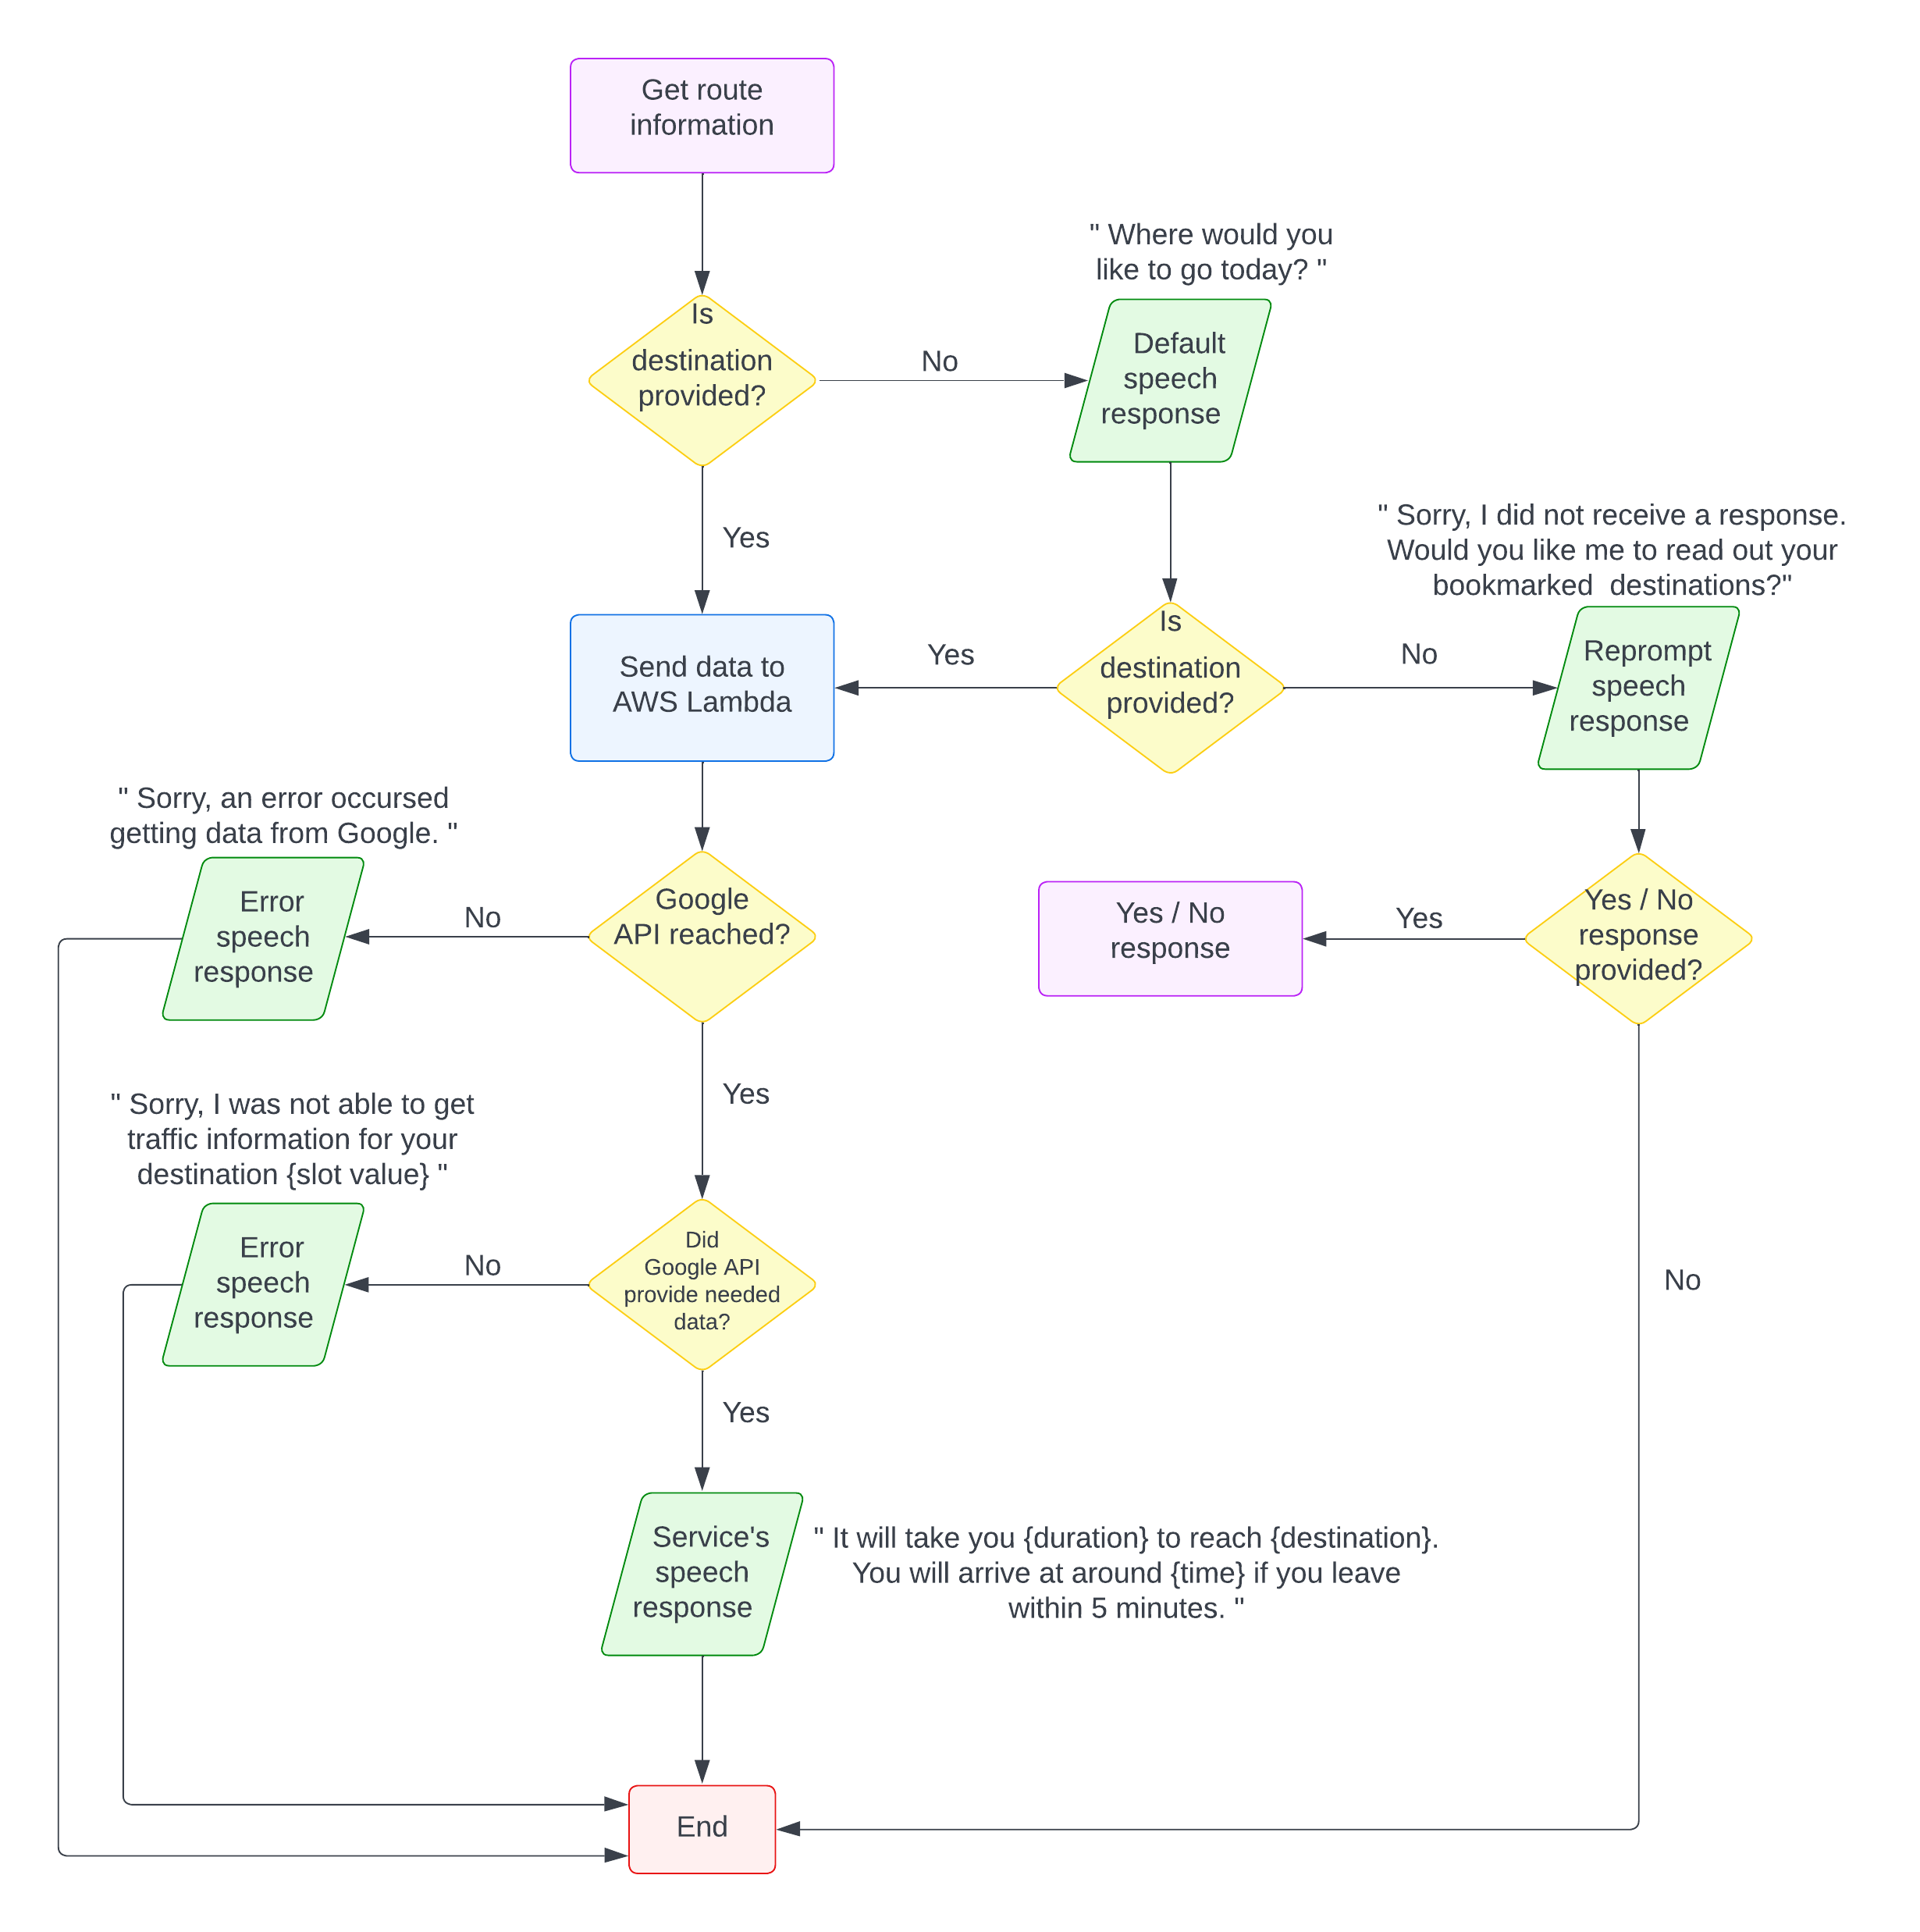 Get route
information
" Where would you
like to go today? "
Is
destination
provided?
No
Default
speech
response
Yes
" Sorry, I did not receive a response.
Would you like me to read out your
bookmarked  destinations?"
Send data to
AWS Lambda
Yes
Is
destination
provided?
No
Reprompt
speech
response
" Sorry, an error occursed
getting data from Google. "
Error
speech
response
No
Google
API reached?
Yes / No
response
Yes
Yes / No
response
provided?
Yes
" Sorry, I was not able to get
traffic information for your
destination {slot value} "
Error
speech
response
No
Did
Google API
provide needed
data?
No
Yes
Service's
speech
response
" It will take you {duration} to reach {destination}.
You will arrive at around {time} if you leave
within 5 minutes. "
End